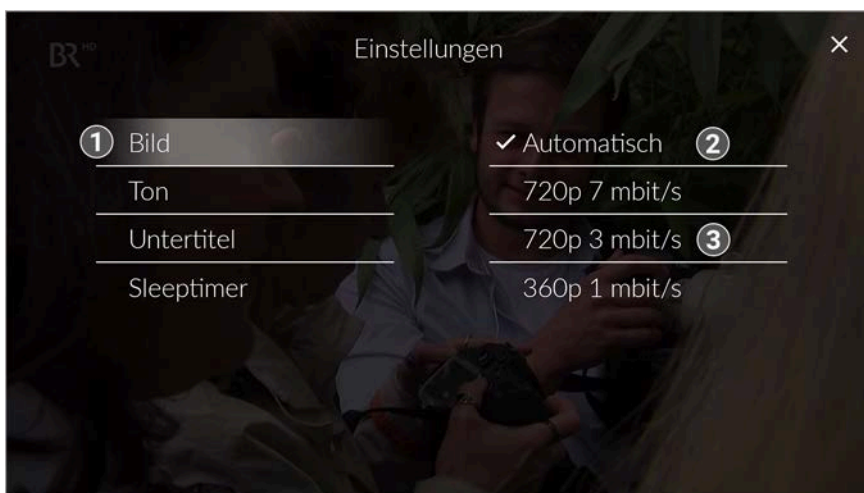 BR HD
Einstellungen
1 Bild
Automatisch 2
Ton
720p 7 mbit/s
Untertitel
720p 3 mbit/s 3
Sleeptimer
360p 1 mbit/s